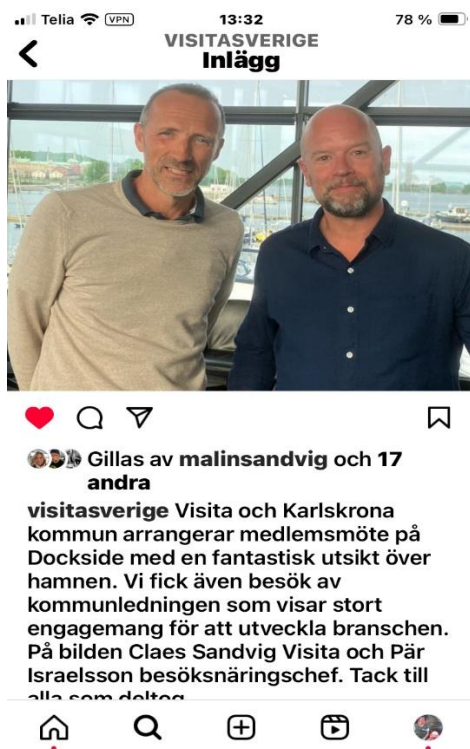 Telia VPN 13:32 78 %
VISITASVERIGE
Inlägg
Gillas av malinsandvig och 17
andra
visitasverige Visita och Karlskrona
kommun arrangerar medlemsmöte på
Dockside med en fantastisk utsikt över
hamnen. Vi fick även besök av
kommunledningen som visar stort
engagemang för att utveckla branschen.
På bilden Claes Sandvig Visita och Pär
Israelsson besöksnäringschef. Tack till
alla som deltog